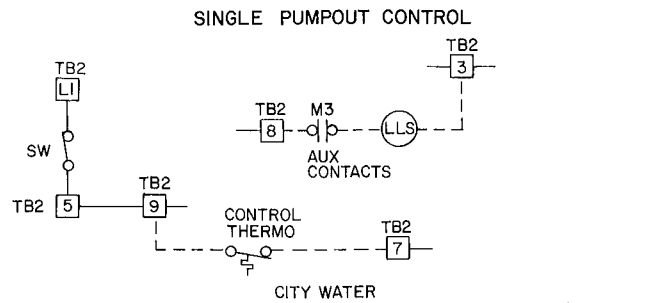 SINGLE PUMPOUT CONTROL
TB2
3
TB2
L1
TB2
8
M3
LLS
AUX
CONTACTS
SW
TB2
5
TB2
9
CONTROL
THERMO
TB2
7
CITY WATER